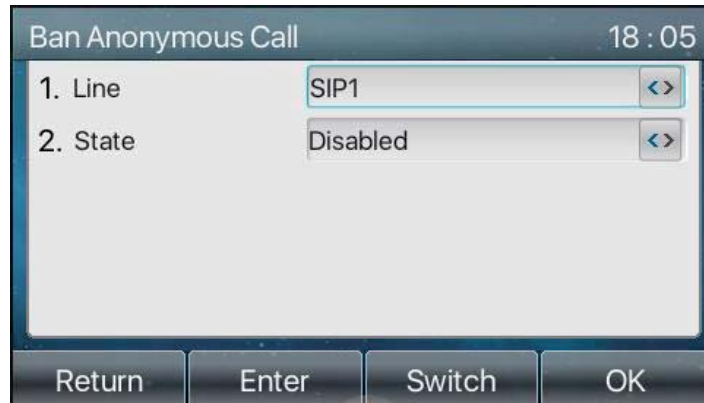 Ban Anonymous Call 18:05
1. Line SIP1 <>
2. State Disabled <>
Return Enter Switch OK